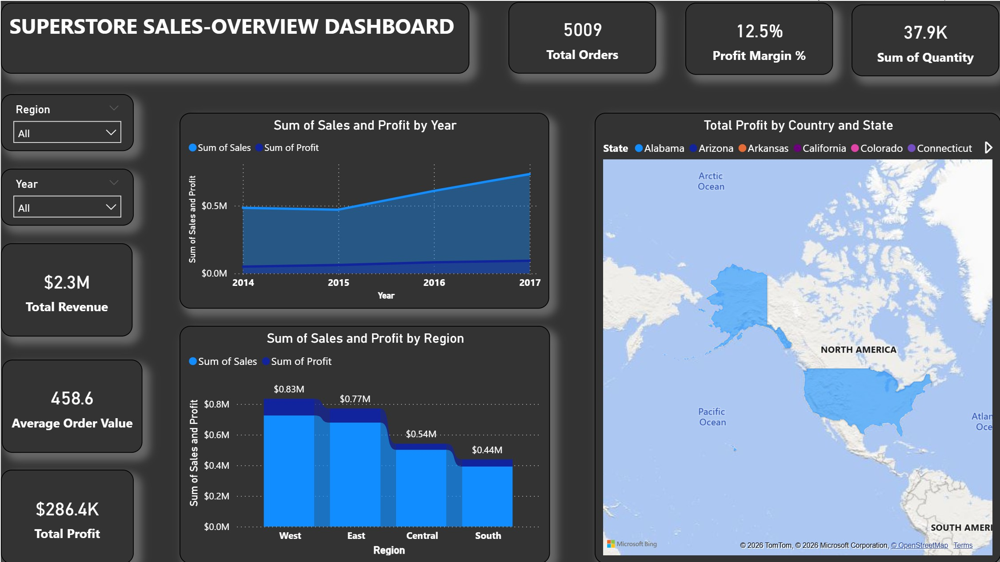 SUPERSTORE SALES-OVERVIEW DASHBOARD
5009
Total Orders
12.5%
Profit Margin %
37.9K
Sum of Quantity
Region
All
Year
All
$2.3M
Total Revenue
458.6
Average Order Value
$286.4K
Total Profit
Sum of Sales and Profit by Year
Sum of Sales Sum of Profit
Sum of Sales and Profit
$0.5M
$0.0M
2014 2015 2016 2017
Year
Sum of Sales and Profit by Region
Sum of Sales Sum of Profit
Sum of Sales and Profit
$0.83M
$0.77M
$0.54M
$0.44M
$0.8M
$0.6M
$0.4M
$0.2M
$0.0M
West East Central South
Region
Total Profit by Country and State
State Alabama Arizona Arkansas California Colorado Connecticut
Arctic
Ocean
NORTH AMERICA
Pacific
Ocean
Atlan
Oce
SOUTH AMERI
Microsoft Bing
© 2026 TomTom, © 2026 Microsoft Corporation, © OpenStreetMap Terms